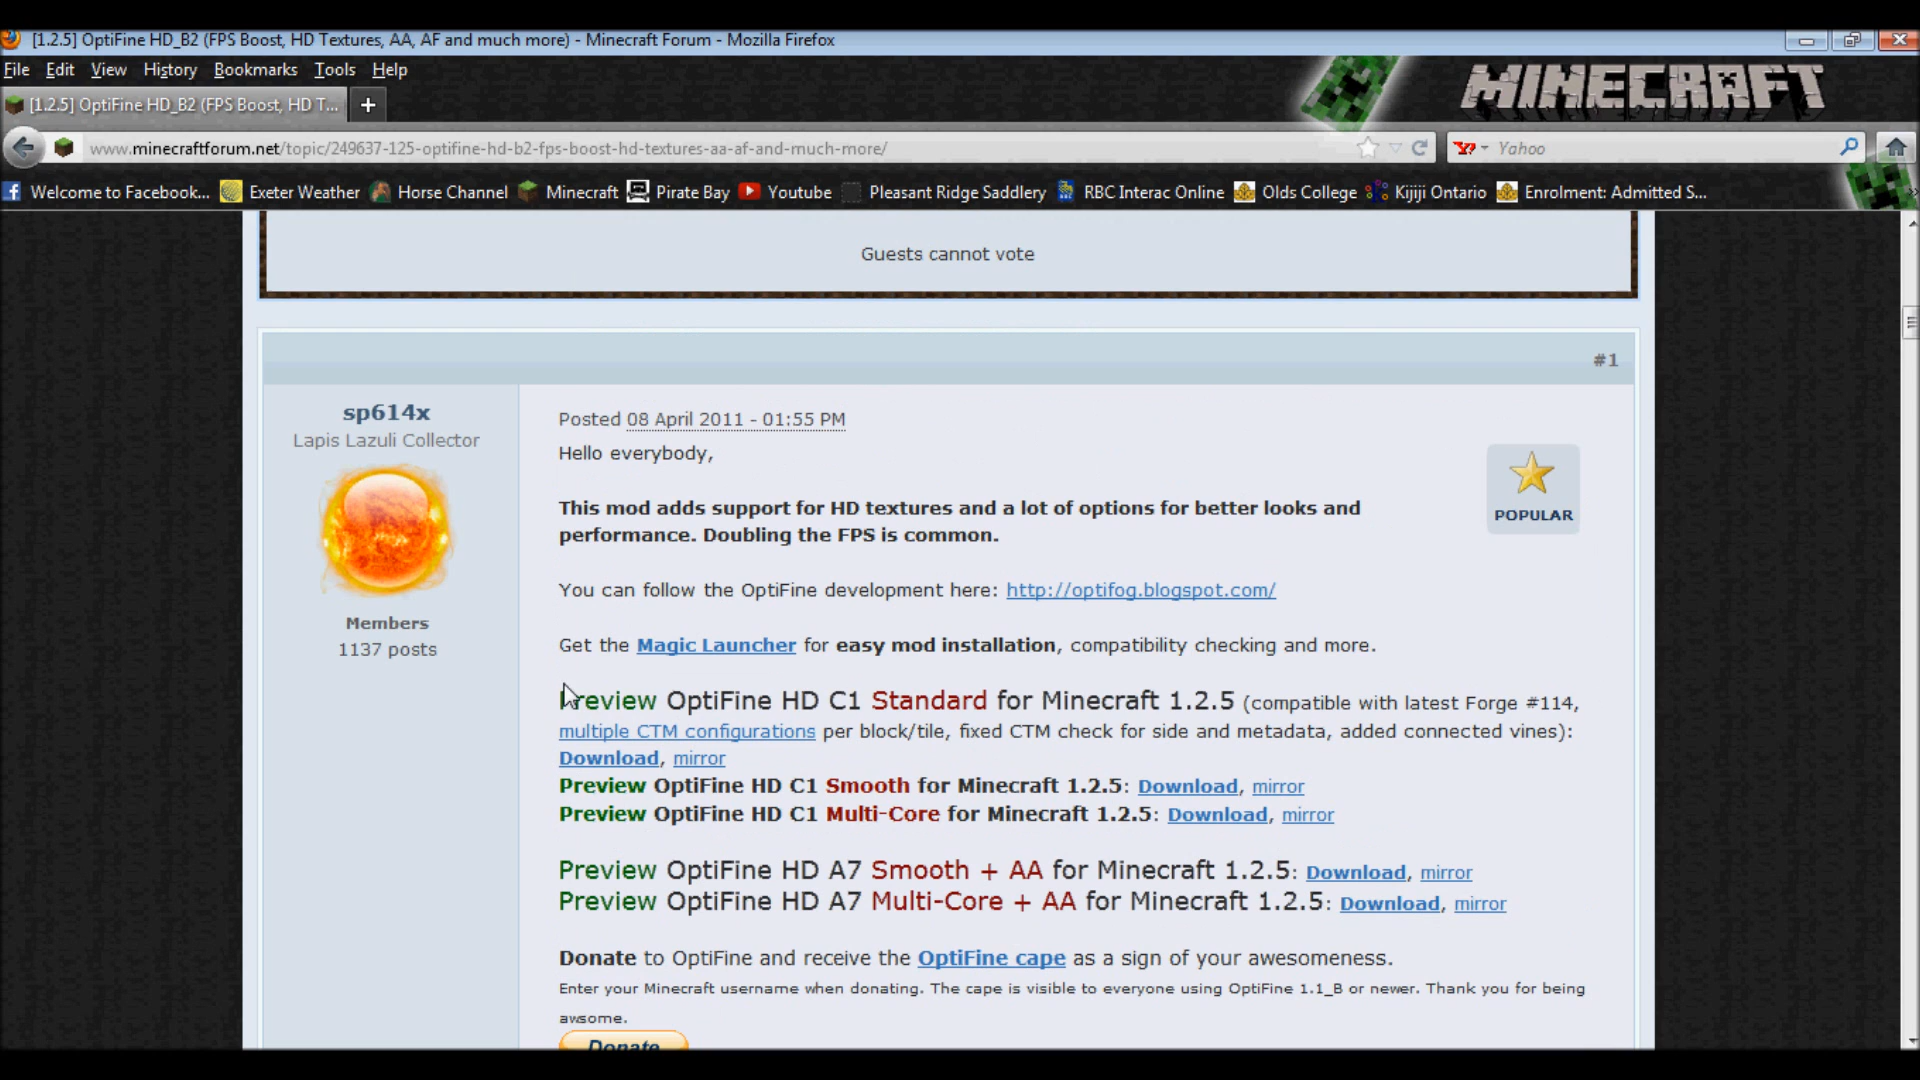 [1.2.5] OptiFine HD_B2 (FPS Boost, HD Textures, AA, AF and much more) - Minecraft Forum - Mozilla Firefox
File Edit View History Bookmarks Tools Help
MINECRAFT
[1.2.5] OptiFine HD_B2 (FPS Boost, HD T... +
www.minecraftforum.net/topic/249637-125-optifine-hd-b2-fps-boost-hd-textures-aa-af-and-much-more/ Yahoo
Welcome to Facebook... Exeter Weather Horse Channel Minecraft Pirate Bay Youtube Pleasant Ridge Saddlery RBC Interac Online Olds College Kijiji Ontario Enrolment: Admitted S... »
Guests cannot vote
#1
sp614x
Lapis Lazuli Collector
Members
1137 posts
Posted 08 April 2011 - 01:55 PM
Hello everybody,
POPULAR
This mod adds support for HD textures and a lot of options for better looks and
performance. Doubling the FPS is common.
You can follow the OptiFine development here: http://optifog.blogspot.com/
Get the Magic Launcher for easy mod installation, compatibility checking and more.
Preview OptiFine HD C1 Standard for Minecraft 1.2.5 (compatible with latest Forge #114,
multiple CTM configurations per block/tile, fixed CTM check for side and metadata, added connected vines):
Download, mirror
Preview OptiFine HD C1 Smooth for Minecraft 1.2.5: Download, mirror
Preview OptiFine HD C1 Multi-Core for Minecraft 1.2.5: Download, mirror
Preview OptiFine HD A7 Smooth + AA for Minecraft 1.2.5: Download, mirror
Preview OptiFine HD A7 Multi-Core + AA for Minecraft 1.2.5: Download, mirror
Donate to OptiFine and receive the OptiFine cape as a sign of your awesomeness.
Enter your Minecraft username when donating. The cape is visible to everyone using OptiFine 1.1_B or newer. Thank you for being
awsome.
Donate